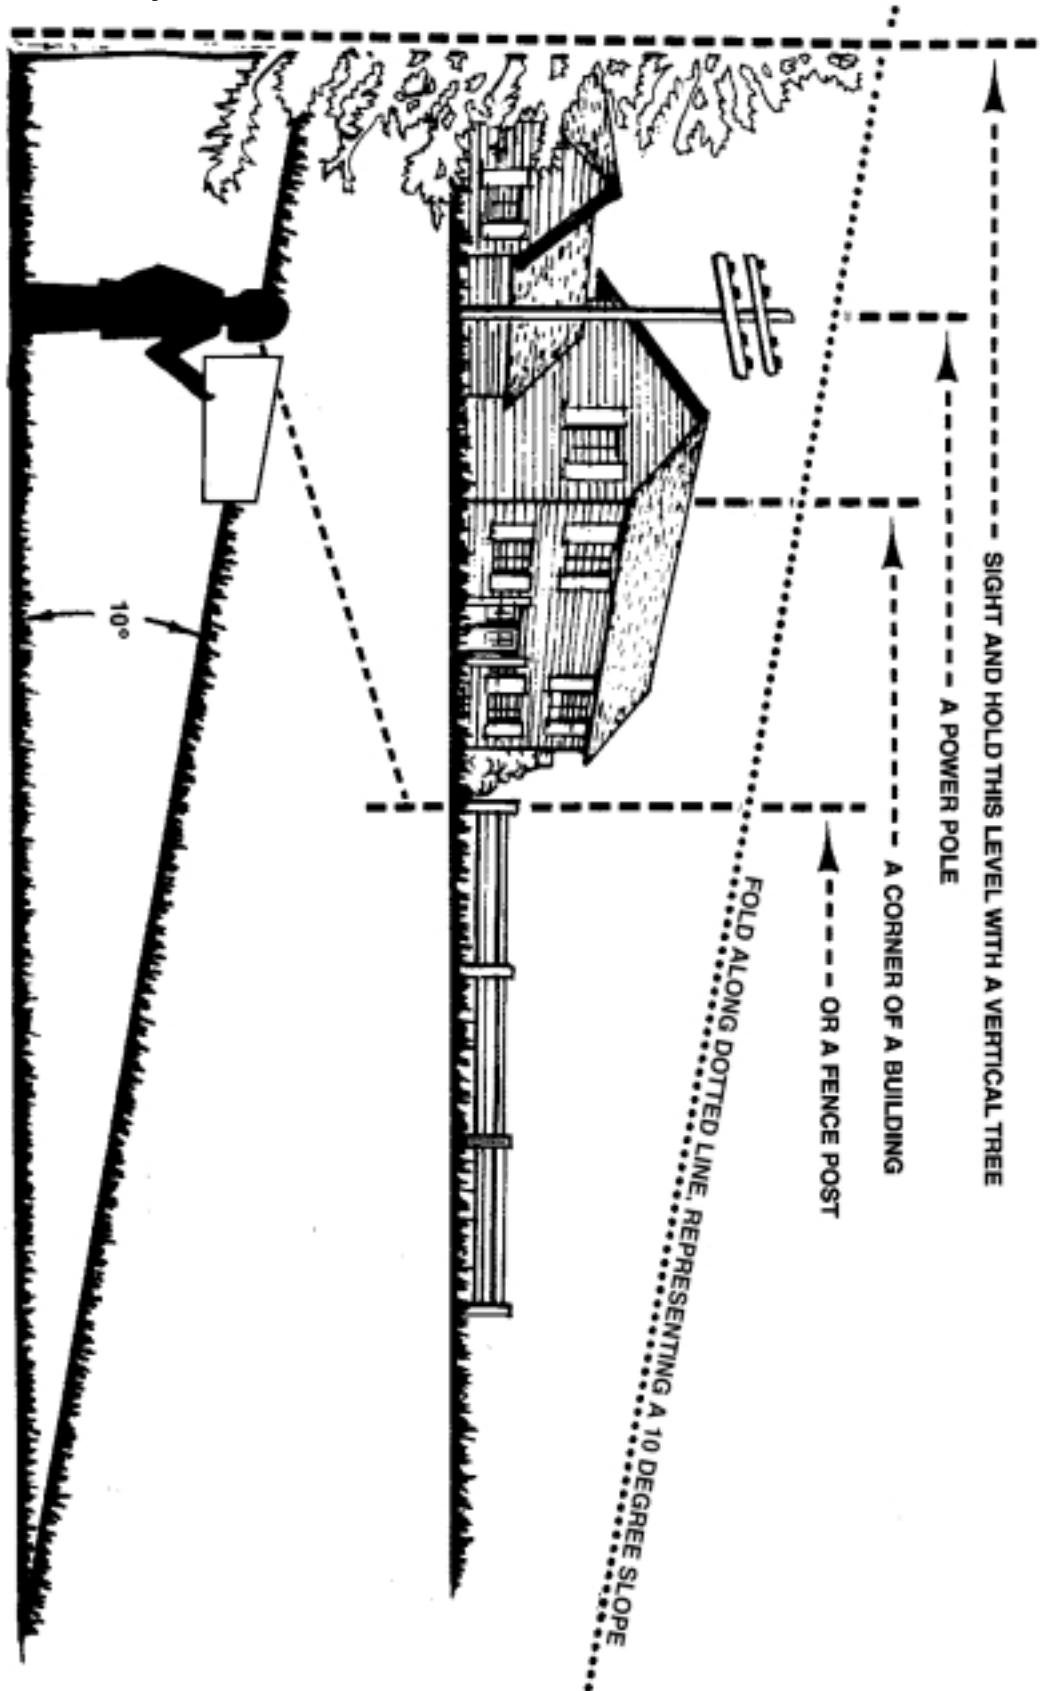 SIGHT AND HOLD THIS LEVEL WITH A VERTICAL TREE
A POWER POLE
A CORNER OF A BUILDING
OR A FENCE POST
FOLD ALONG DOTTED LINE, REPRESENTING A 10 DEGREE SLOPE
10°